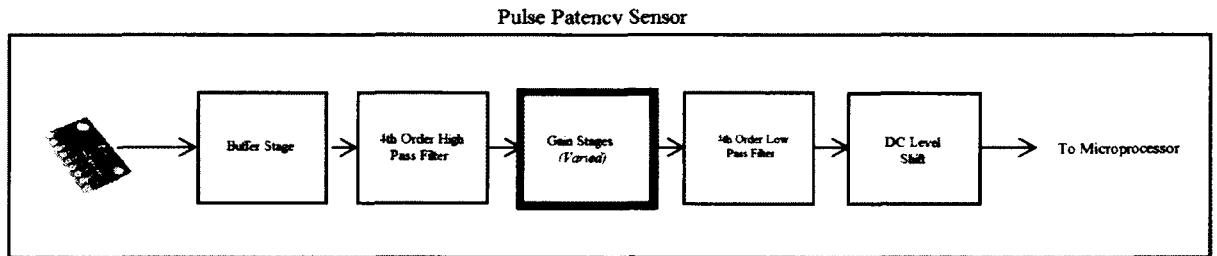 Pulse Patency Sensor
Buffer Stage
4th Order High
Pass Filter
Gain Stages
(Varied)
Order Low
Pass Filter
DC Level
Shift
To Microprocessor